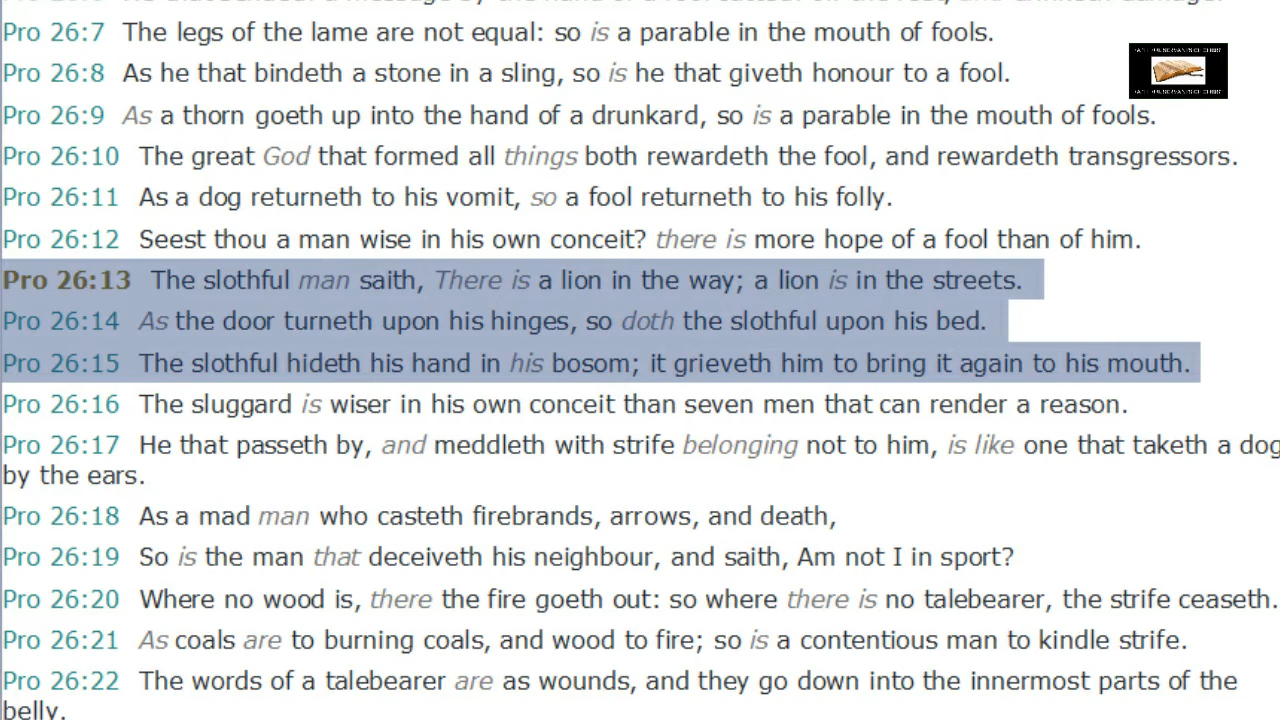 Pro 26:7 The legs of the lame are not equal: so is a parable in the mouth of fools.
Pro 26:8 As he that bindeth a stone in a sling, so is he that giveth honour to a fool.
Pro 26:9 As a thorn goeth up into the hand of a drunkard, so is a parable in the mouth of fools.
Pro 26:10 The great God that formed all things both rewardeth the fool, and rewardeth transgressors.
Pro 26:11 As a dog returneth to his vomit, so a fool returneth to his folly.
Pro 26:12 Seest thou a man wise in his own conceit? there is more hope of a fool than of him.
Pro 26:13 The slothful man saith, There is a lion in the way; a lion is in the streets.
Pro 26:14 As the door turneth upon his hinges, so doth the slothful upon his bed.
Pro 26:15 The slothful hideth his hand in his bosom; it grieveth him to bring it again to his mouth.
Pro 26:16 The sluggard is wiser in his own conceit than seven men that can render a reason.
Pro 26:17 He that passeth by, and meddleth with strife belonging not to him, is like one that taketh a dog
by the ears.
Pro 26:18 As a mad man who casteth firebrands, arrows, and death,
Pro 26:19 So is the man that deceiveth his neighbour, and saith, Am not I in sport?
Pro 26:20 Where no wood is, there the fire goeth out: so where there is no talebearer, the strife ceaseth.
Pro 26:21 As coals are to burning coals, and wood to fire; so is a contentious man to kindle strife.
Pro 26:22 The words of a talebearer are as wounds, and they go down into the innermost parts of the
belly.